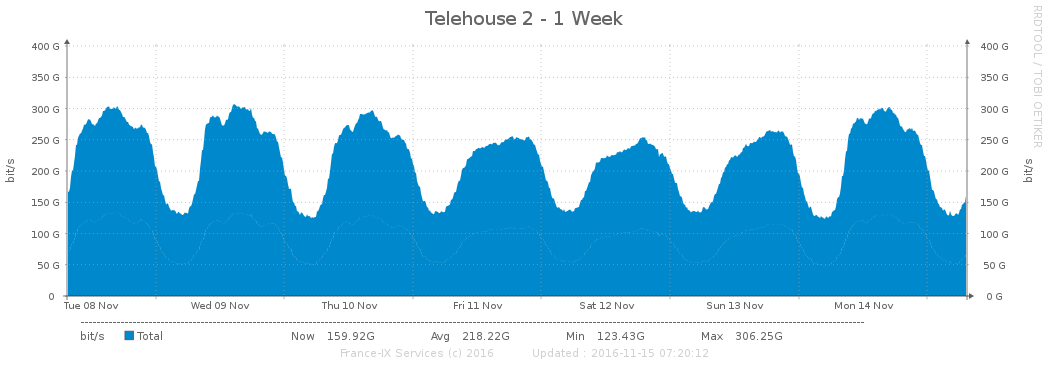 Telehouse 2 - 1 Week
RRDTOOL / TOBI OETIKER
400 G 400 G
350 G 350 G
300 G 300 G
250 G 250 G
200 G 200 G
150 G 150 G
100 G 100 G
50 G 50 G
0 0 G
bit/s bit/s
Tue 08 Nov Wed 09 Nov Thu 10 Nov Fri 11 Nov Sat 12 Nov Sun 13 Nov Mon 14 Nov
bit/s Total Now 159.92G Avg 218.22G Min 123.43G Max 306.25G
France-IX Services (c) 2016 Updated : 2016-11-15 07:20:12